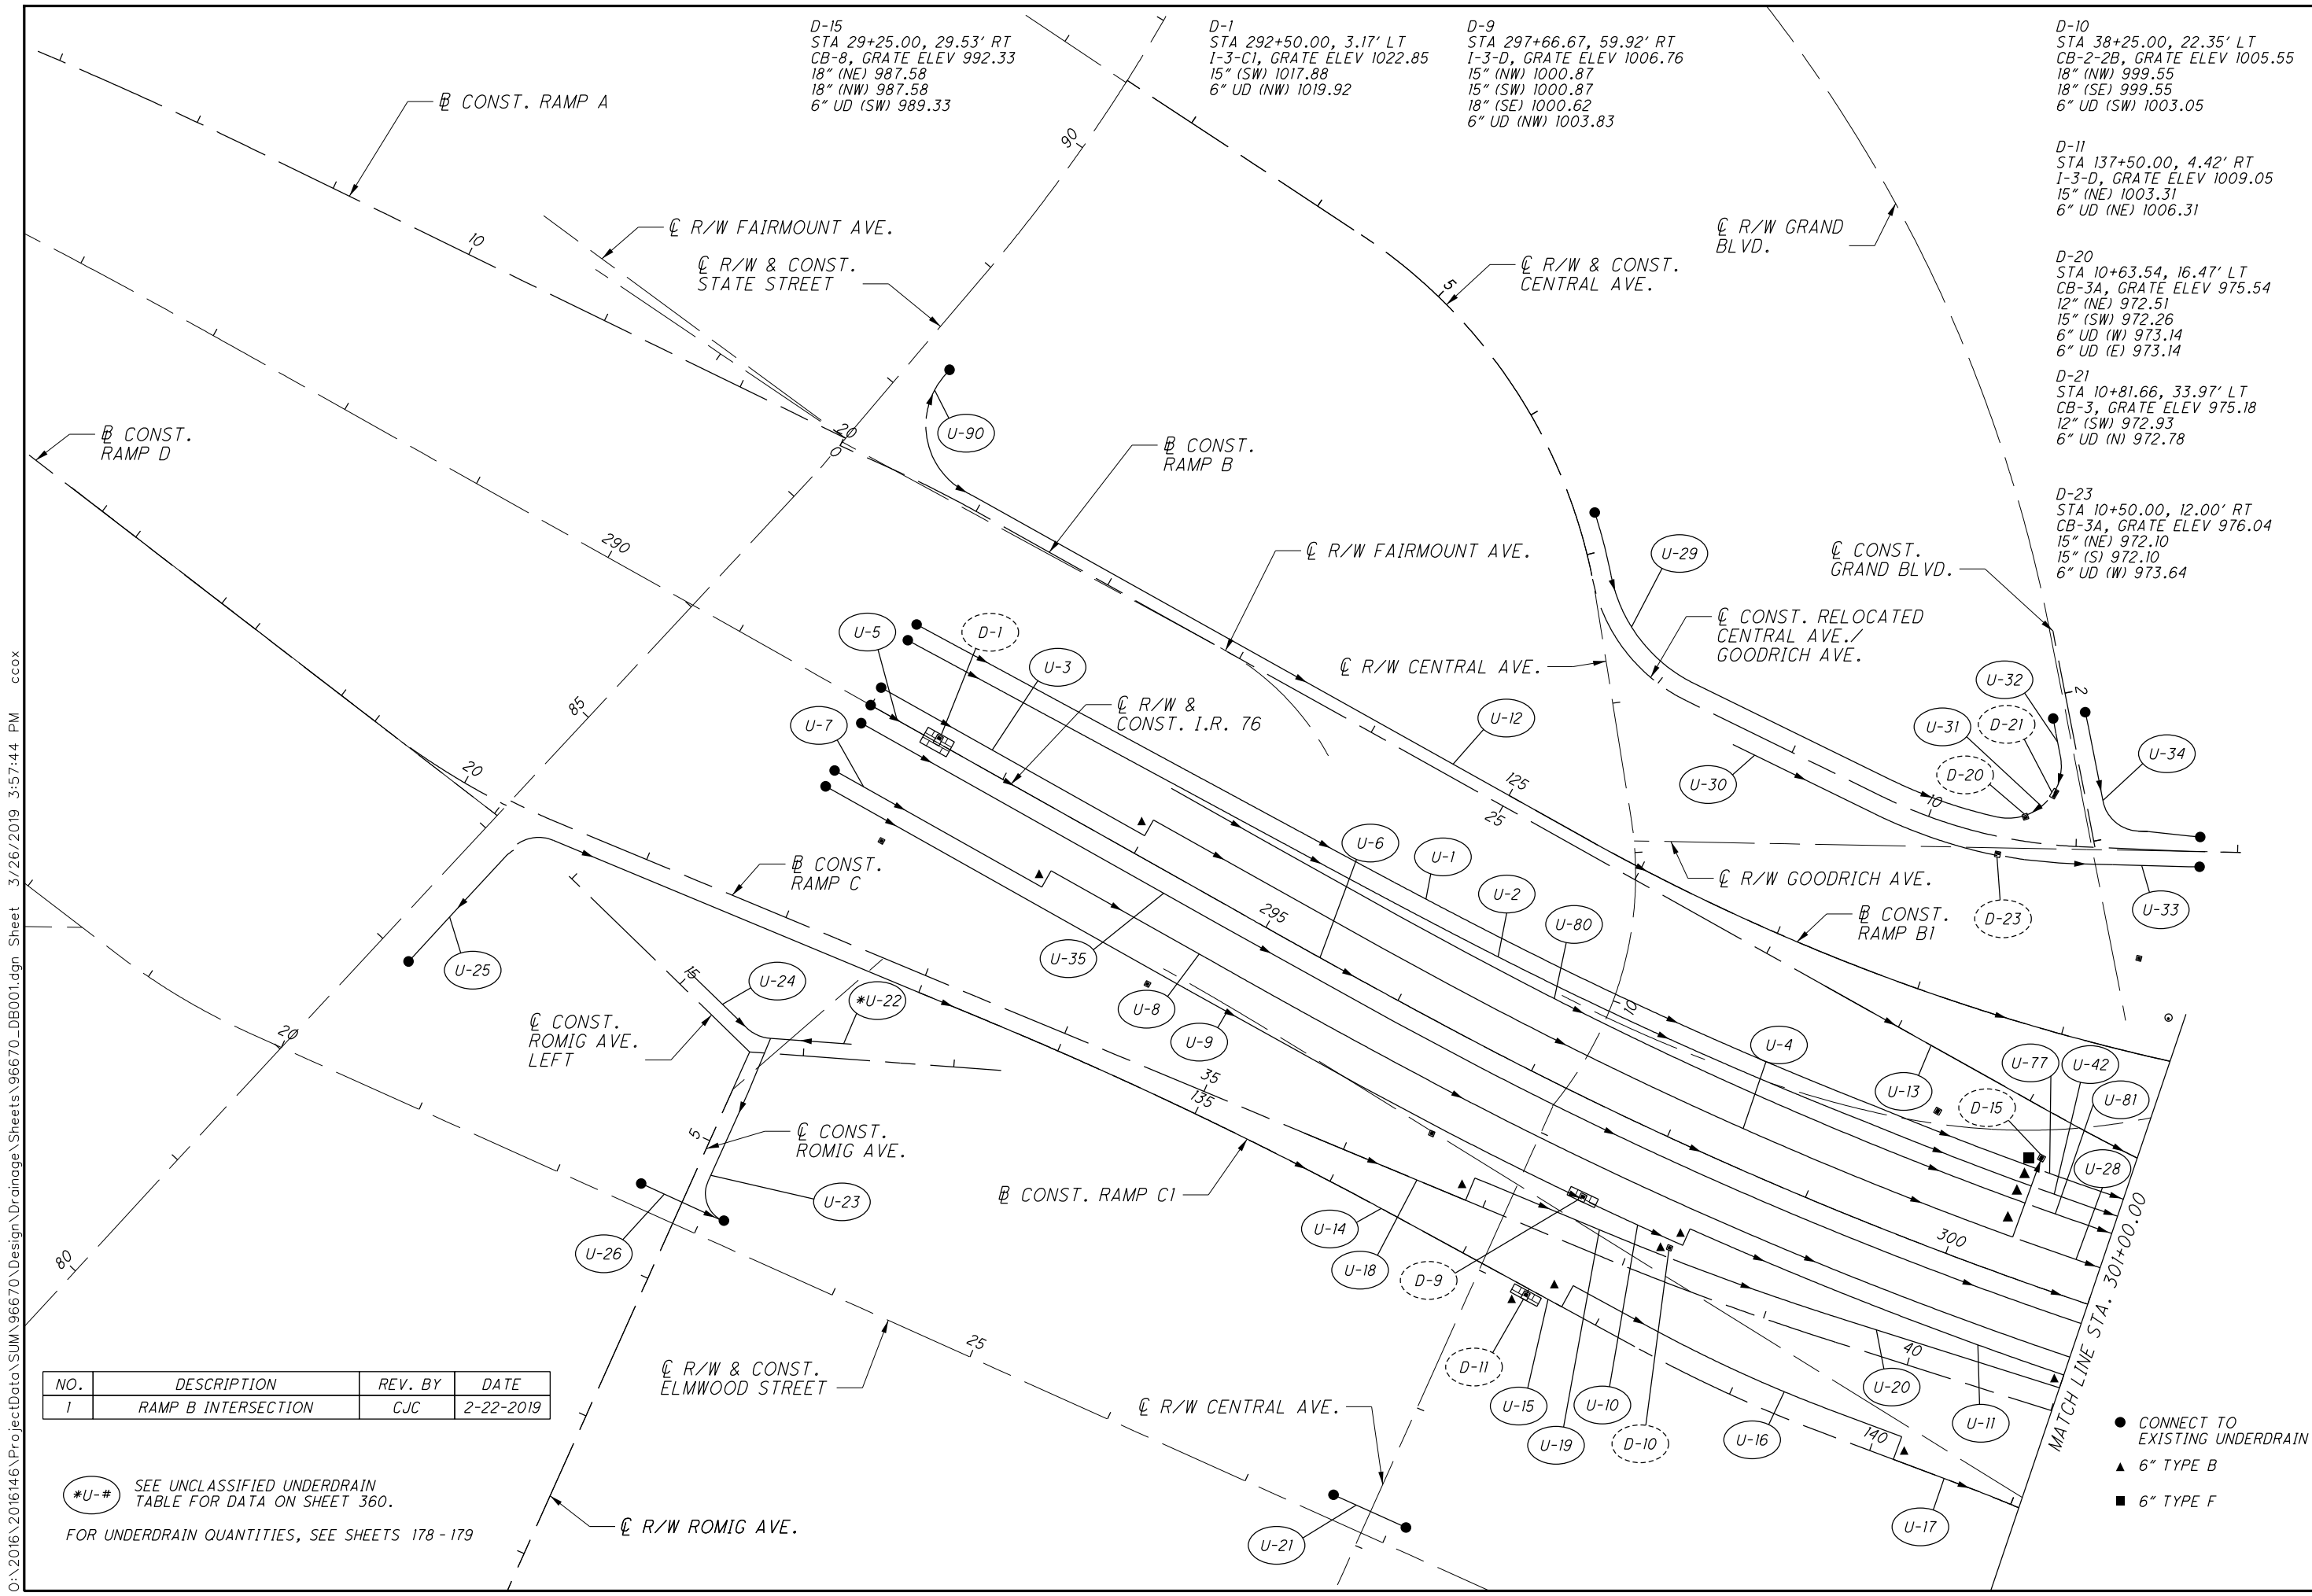 D-15
STA 29+25.00, 29.53' RT
CB-8, GRATE ELEV 992.33
18" (NE) 987.58
18" (NW) 987.58
6" UD (SW) 989.33
D-1
STA 292+50.00, 3.17' LT
I-3-C1, GRATE ELEV 1022.85
15" (SW) 1017.88
6" UD (NW) 1019.92
D-9
STA 297+66.67, 59.92' RT
I-3-D, GRATE ELEV 1006.76
15" (NW) 1000.87
15" (SW) 1000.87
18" (SE) 1000.62
6" UD (NW) 1003.83
D-10
STA 38+25.00, 22.35' LT
CB-2-2B, GRATE ELEV 1005.55
18" (NW) 999.55
18" (SE) 999.55
6" UD (SW) 1003.05
D-11
STA 137+50.00, 4.42' RT
I-3-D, GRATE ELEV 1009.05
15" (NE) 1003.31
6" UD (NE) 1006.31
D-20
STA 10+63.54, 16.47' LT
CB-3A, GRATE ELEV 975.54
12" (NE) 972.51
15" (SW) 972.26
6" UD (W) 973.14
6" UD (E) 973.14
D-21
STA 10+81.66, 33.97' LT
CB-3, GRATE ELEV 975.18
12" (SW) 972.93
6" UD (N) 972.78
D-23
STA 10+50.00, 12.00' RT
CB-3A, GRATE ELEV 976.04
15" (NE) 972.10
15" (S) 972.10
6" UD (W) 973.64
℄ CONST. RAMP A
90
10
℄ R/W FAIRMOUNT AVE.
℄ R/W & CONST.
STATE STREET
℄ R/W GRAND
BLVD.
5
℄ R/W & CONST.
CENTRAL AVE.
℄ CONST.
RAMP D
20
0
U-90
℄ CONST.
RAMP B
290
℄ R/W FAIRMOUNT AVE.
U-29
℄ CONST.
GRAND BLVD.
℄ CONST. RELOCATED
CENTRAL AVE./
GOODRICH AVE.
U-5
D-1
U-3
℄ R/W CENTRAL AVE.
U-32
2
85
U-7
℄ R/W &
CONST. I.R. 76
U-12
U-31
D-21
U-34
20
U-30
D-20
10
125
25
U-6
U-1
℄ CONST.
RAMP C
℄ R/W GOODRICH AVE.
U-2
U-80
295
℄ CONST.
RAMP B1
D-23
U-33
U-25
U-35
15
U-24
*U-22
U-8
10
℄ CONST.
ROMIG AVE.
LEFT
20
U-9
U-4
U-77
U-42
35
135
U-13
D-15
U-81
5
℄ CONST.
ROMIG AVE.
U-28
℄ CONST. RAMP C1
U-23
U-14
300
U-26
80
U-18
D-9
MATCH LINE STA. 301+00.00
25
40
℄ R/W & CONST.
ELMWOOD STREET
D-11
U-20
℄ R/W CENTRAL AVE.
U-15
U-10
U-11
U-19
D-10
U-16
140
U-17
U-21
NO. DESCRIPTION REV. BY DATE
1 RAMP B INTERSECTION CJC 2-22-2019
*U-# SEE UNCLASSIFIED UNDERDRAIN
TABLE FOR DATA ON SHEET 360.
FOR UNDERDRAIN QUANTITIES, SEE SHEETS 178 - 179
℄ R/W ROMIG AVE.
CONNECT TO
EXISTING UNDERDRAIN
6" TYPE B
6" TYPE F
O:\2016\2016146\ProjectData\SUM\96670\Design\Drainage\Sheets\96670_DB001.dgn Sheet 3/26/2019 3:57:44 PM ccox